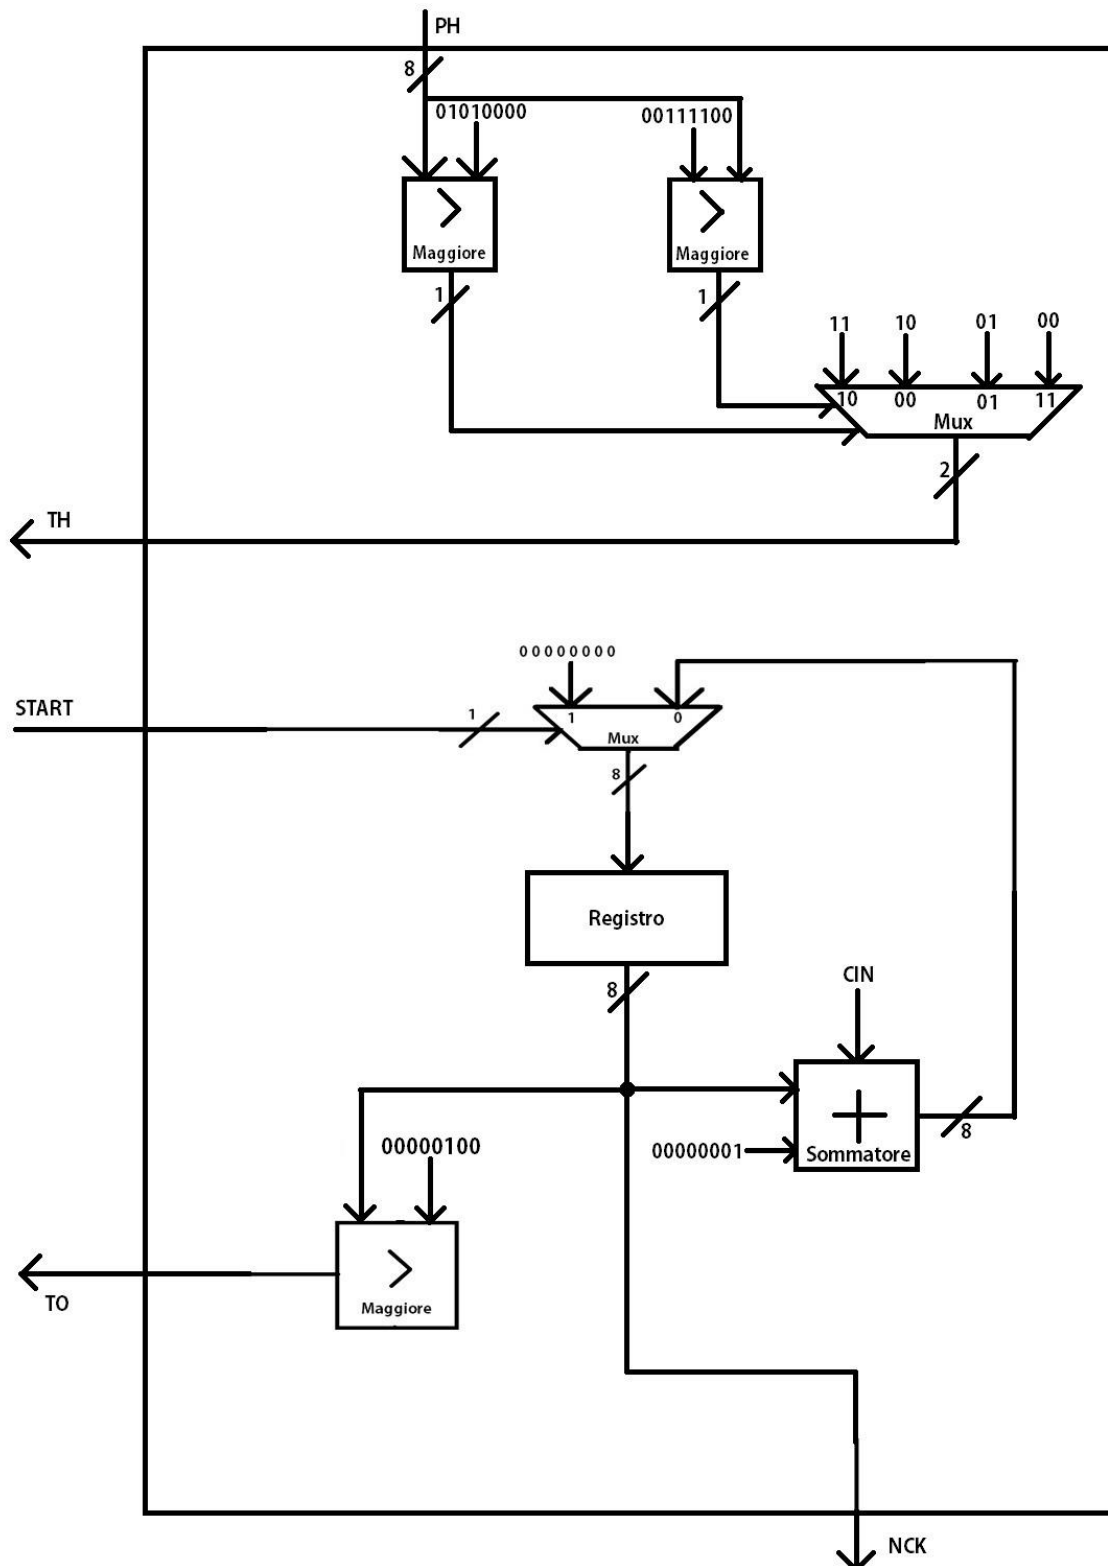 PH
8
01010000
00111100
>
Maggiore
>
Maggiore
1
1
11 10 01 00
10 00 01 11
Mux
2
TH
00000000
START
1
1 0
Mux
8
Registro
8
CIN
+
Sommatore
00000001
8
00000100
>
Maggiore
TO
NCK